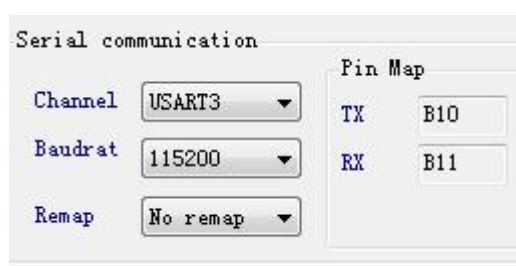 Serial communication
Pin Map
Channel USART3 TX B10
Baudrat 115200 RX B11
Remap No remap